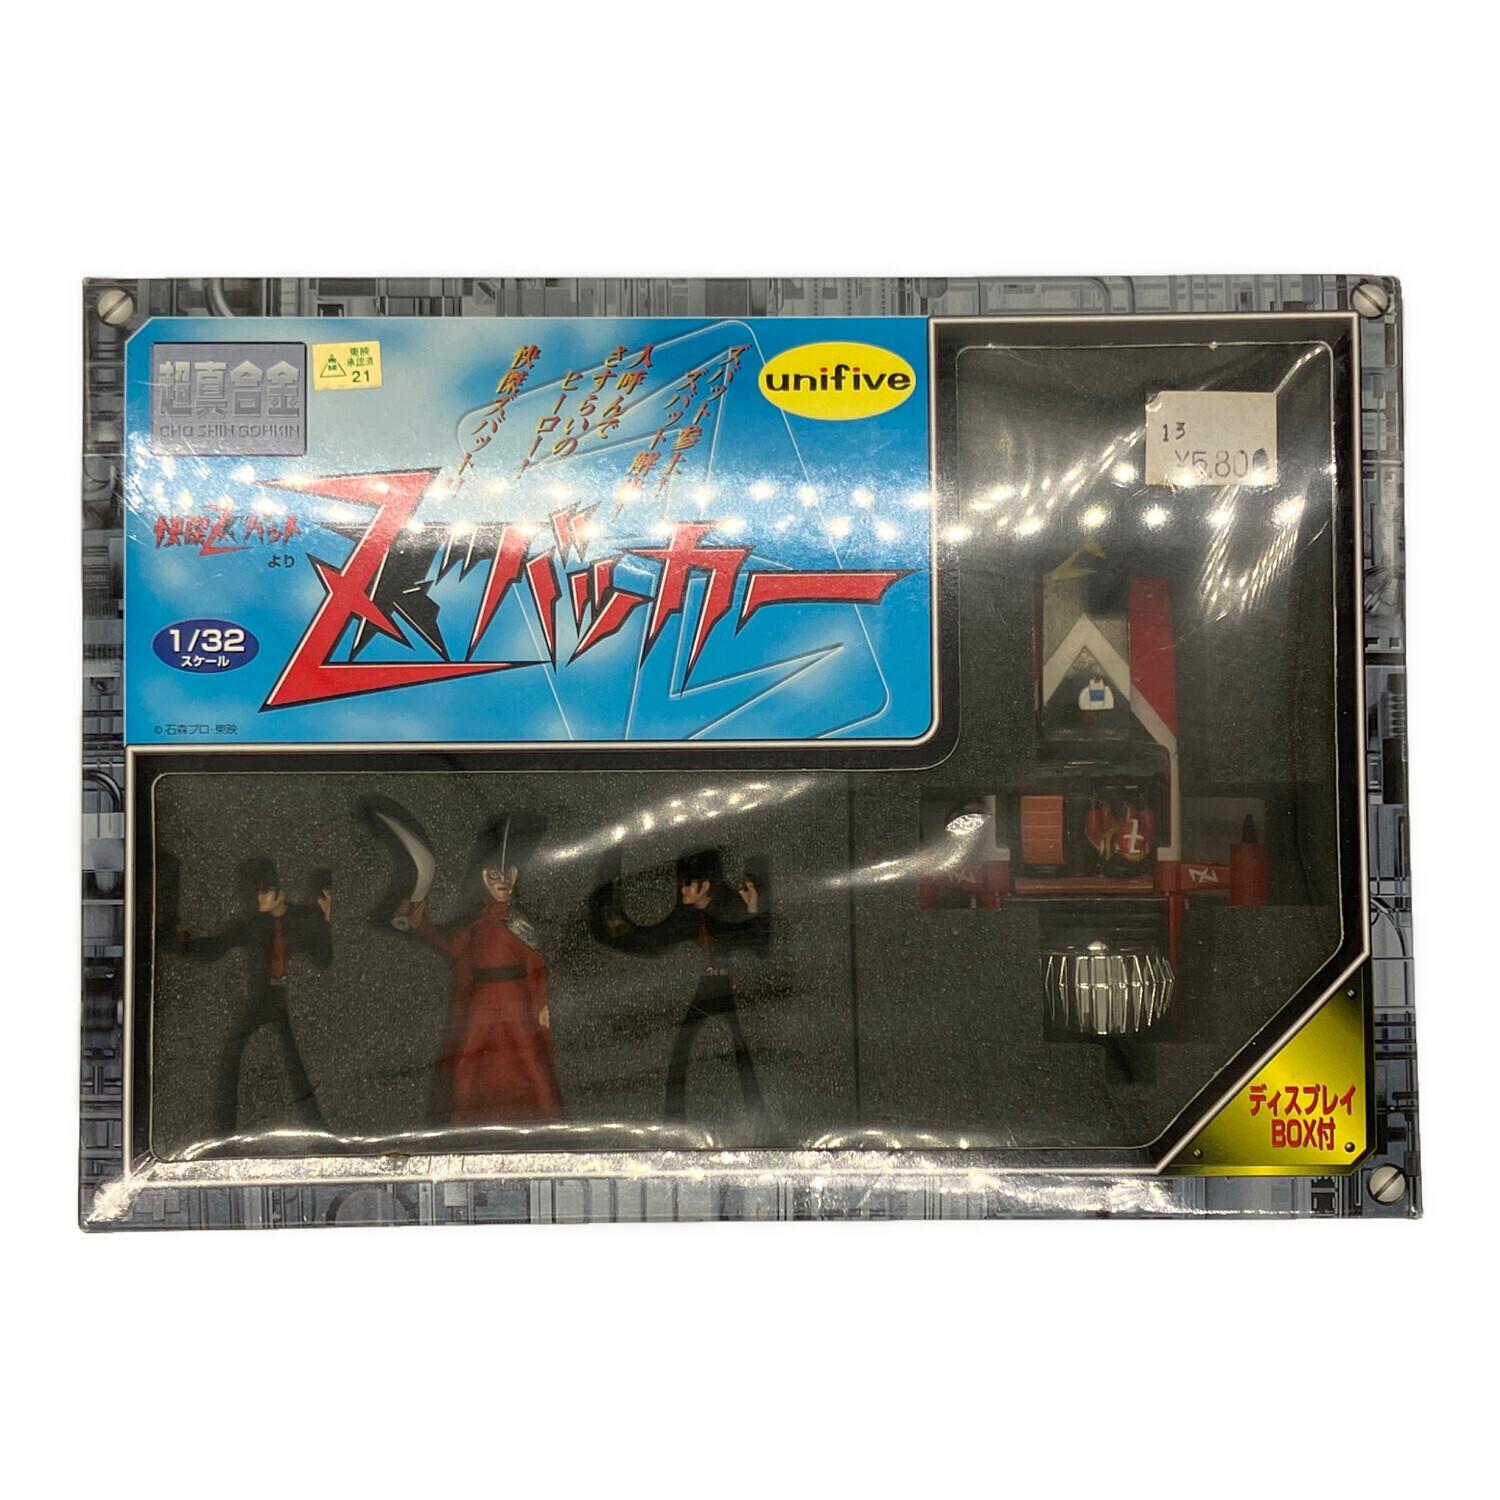 超真合金
CHO SHIN GOHKIN
東映
承認済
21
ズバット参上!
ズバット解決!
人呼んで
さすらいの
ヒーロー!
快傑ズバット!!
unifive
13
¥5,800
快傑ズバット
より
ズバッカー
1/32
スケール
©石森プロ・東映
Z
Z
Z
ディスプレイ
BOX付